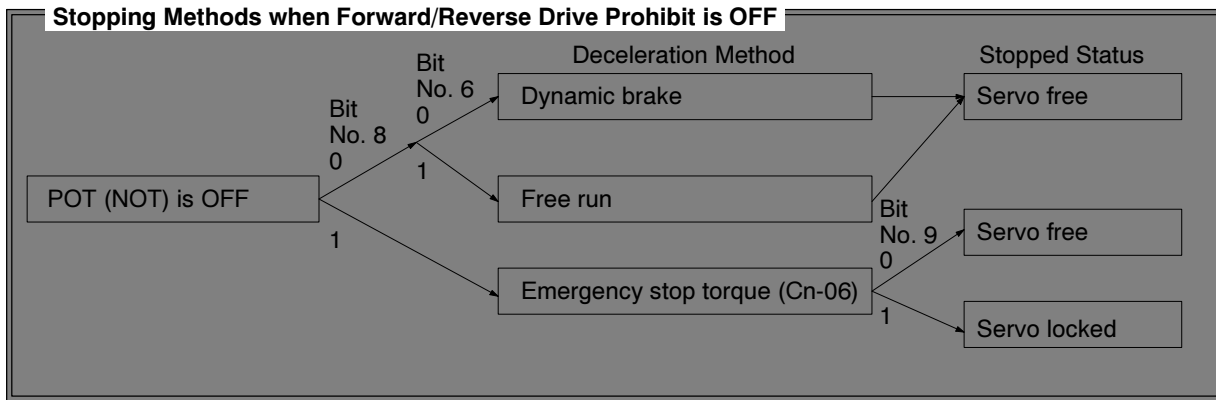 Stopping Methods when Forward/Reverse Drive Prohibit is OFF
Deceleration Method
Stopped Status
Bit
No. 6
0
Dynamic brake
Servo free
Bit
No. 8
0
1
POT (NOT) is OFF
Free run
1
Bit
No. 9
0
Servo free
Emergency stop torque (Cn-06)
1
Servo locked